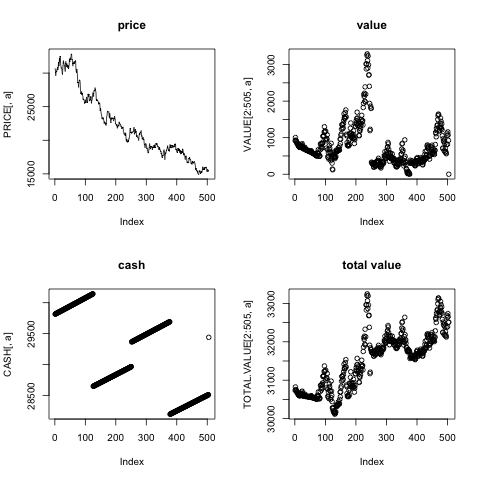 price
PRICE[, a]
15000 25000
0 100 200 300 400 500
Index
value
VALUE[2:505, a]
0 1000 2000 3000
0 100 200 300 400 500
Index
cash
CASH[, a]
28500 29500
0 100 200 300 400 500
Index
total value
TOTAL.VALUE[2:505, a]
30000 31000 32000 33000
0 100 200 300 400 500
Index